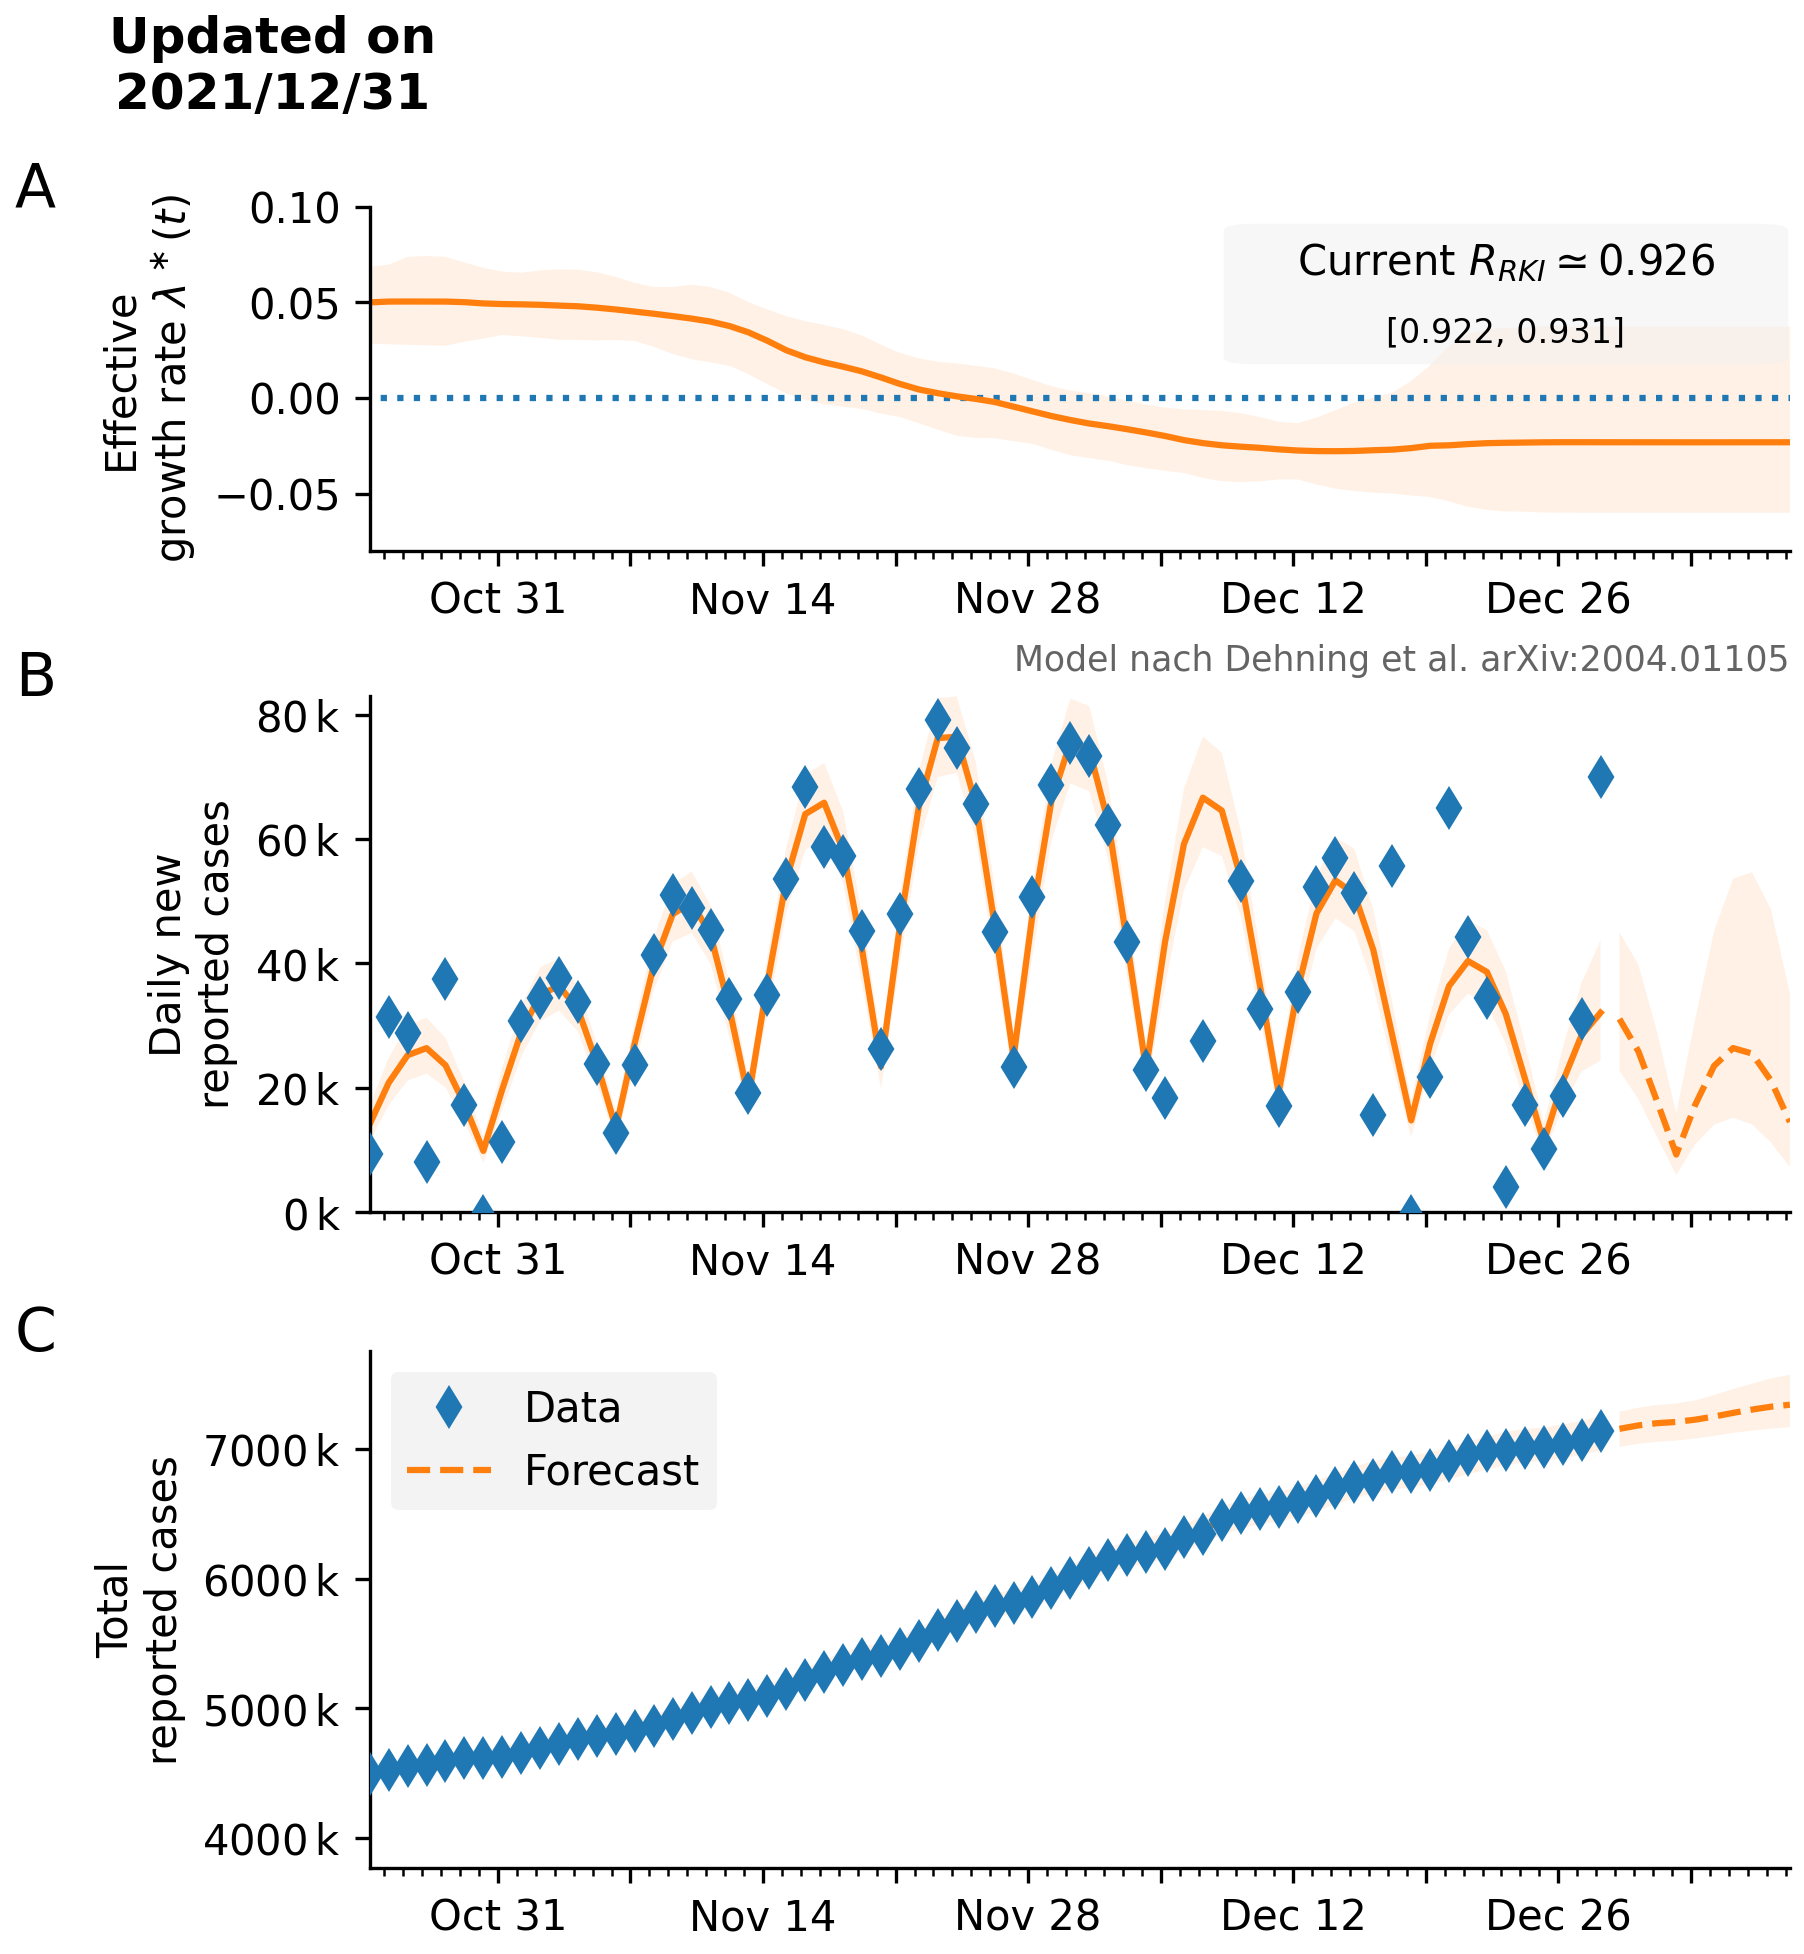 Updated on
2021/12/31
A
Effective
growth rate λ * (t)
0.10
0.05
0.00
−0.05
Current R_RKI ≃ 0.926
[0.922, 0.931]
Oct 31
Nov 14
Nov 28
Dec 12
Dec 26
Model nach Dehning et al. arXiv:2004.01105
B
Daily new
reported cases
80 k
60 k
40 k
20 k
0 k
Oct 31
Nov 14
Nov 28
Dec 12
Dec 26
C
Total
reported cases
7000 k
6000 k
5000 k
4000 k
Data
Forecast
Oct 31
Nov 14
Nov 28
Dec 12
Dec 26